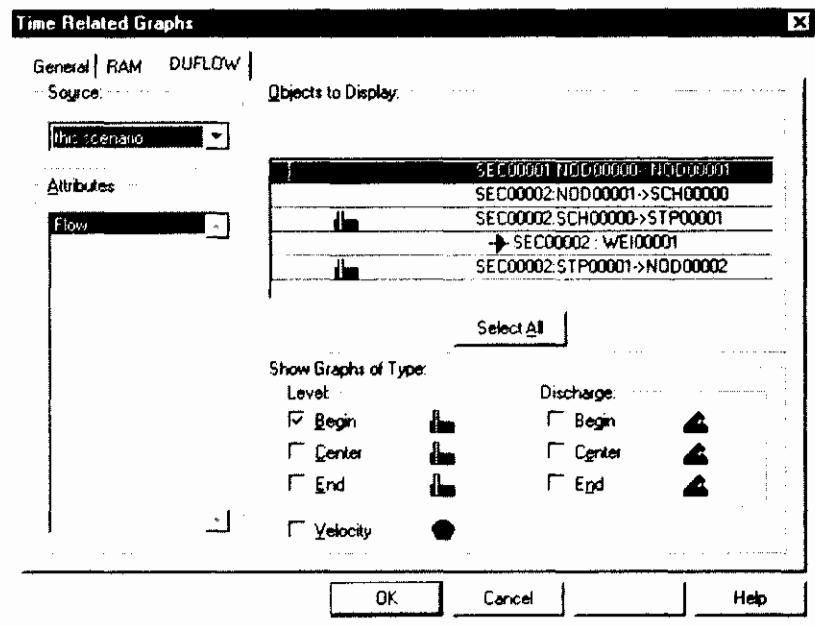 Time Related Graphs
General RAM DUFLOW
Source:
this scenario
Attributes
Flow
Objects to Display:
SEC00001:NOD00000->NOD00001
SEC00002:NOD00001->SCH00000
SEC00002:SCH00000->STP00001
SEC00002 : WEI00001
SEC00002:STP00001->NOD00002
Select All
Show Graphs of Type:
Level:
Begin
Center
End
Velocity
Discharge:
Begin
Center
End
OK
Cancel
Help